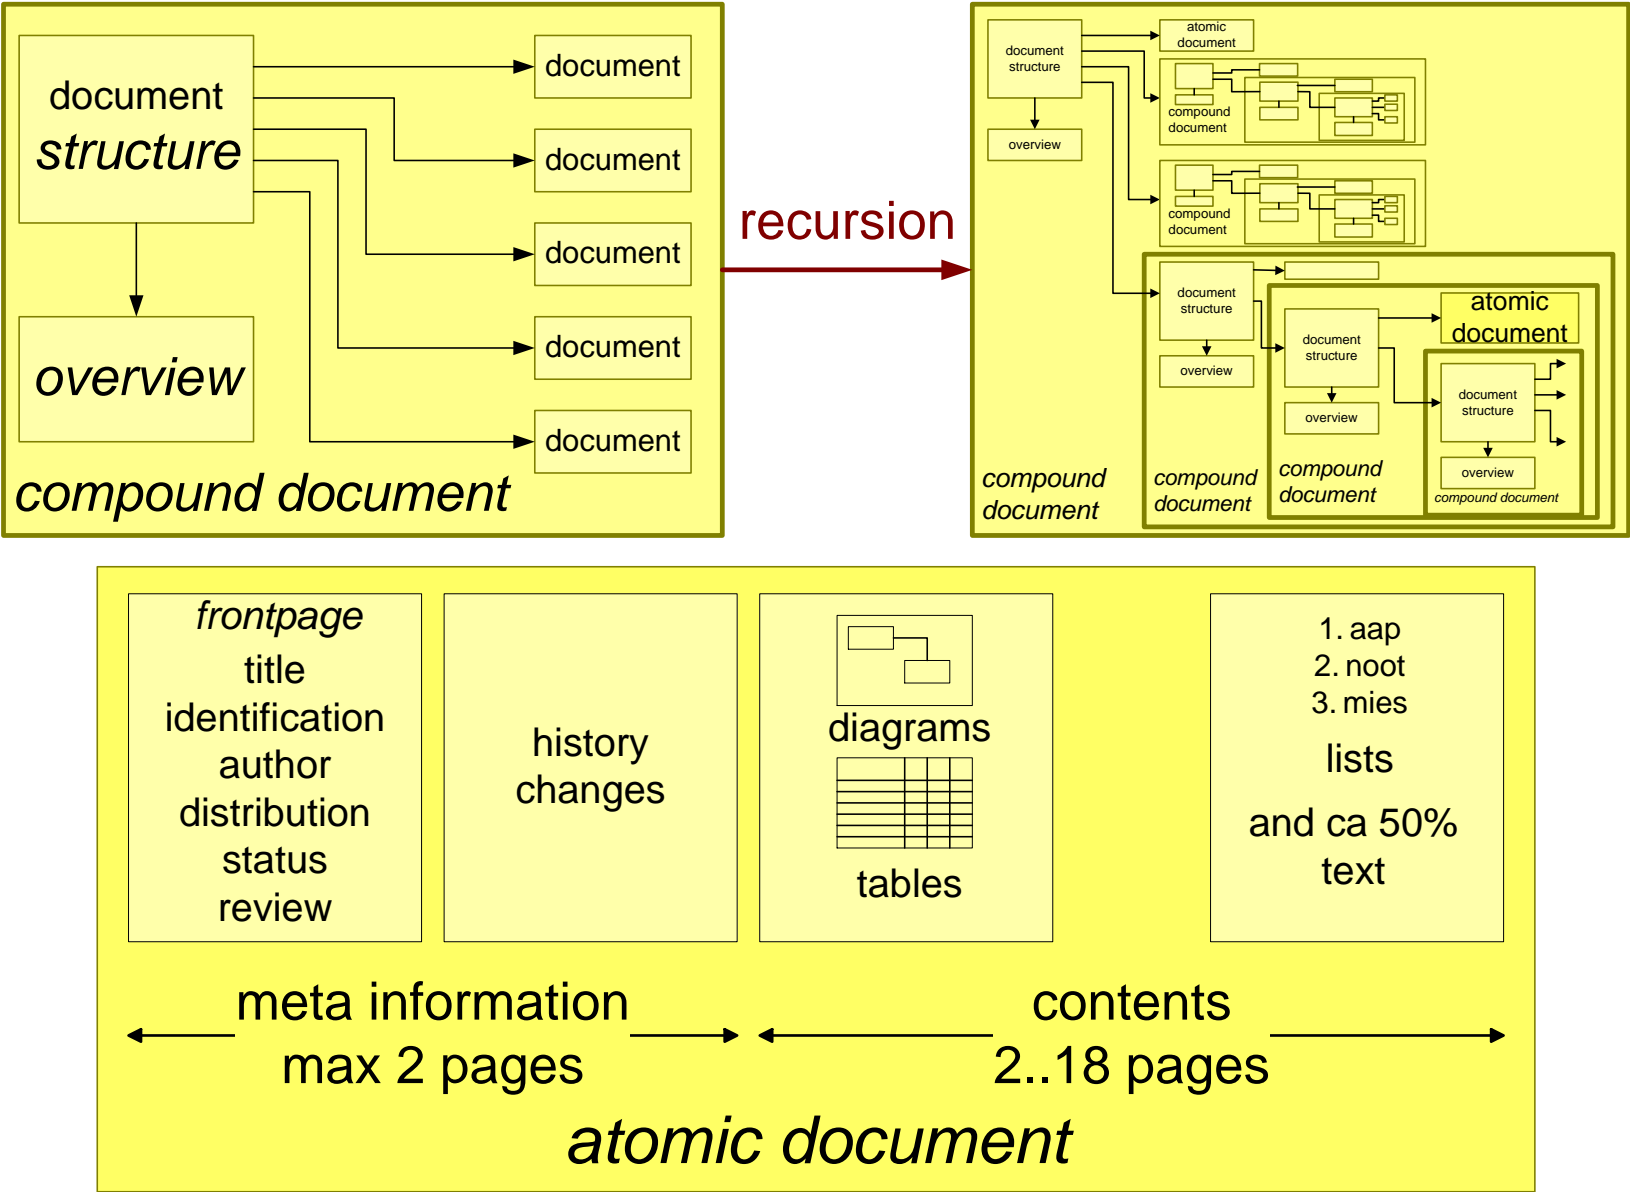 document
structure
overview
compound document
document
document
document
document
document
recursion
document
structure
overview
atomic
document
compound
document
compound
document
compound
document
document
structure
overview
compound
document
document
structure
overview
compound
document
atomic
document
document
structure
overview
compound document
frontpage
title
identification
author
distribution
status
review
history
changes
diagrams
tables
1. aap
2. noot
3. mies
lists
and ca 50%
text
meta information
max 2 pages
contents
2..18 pages
atomic document